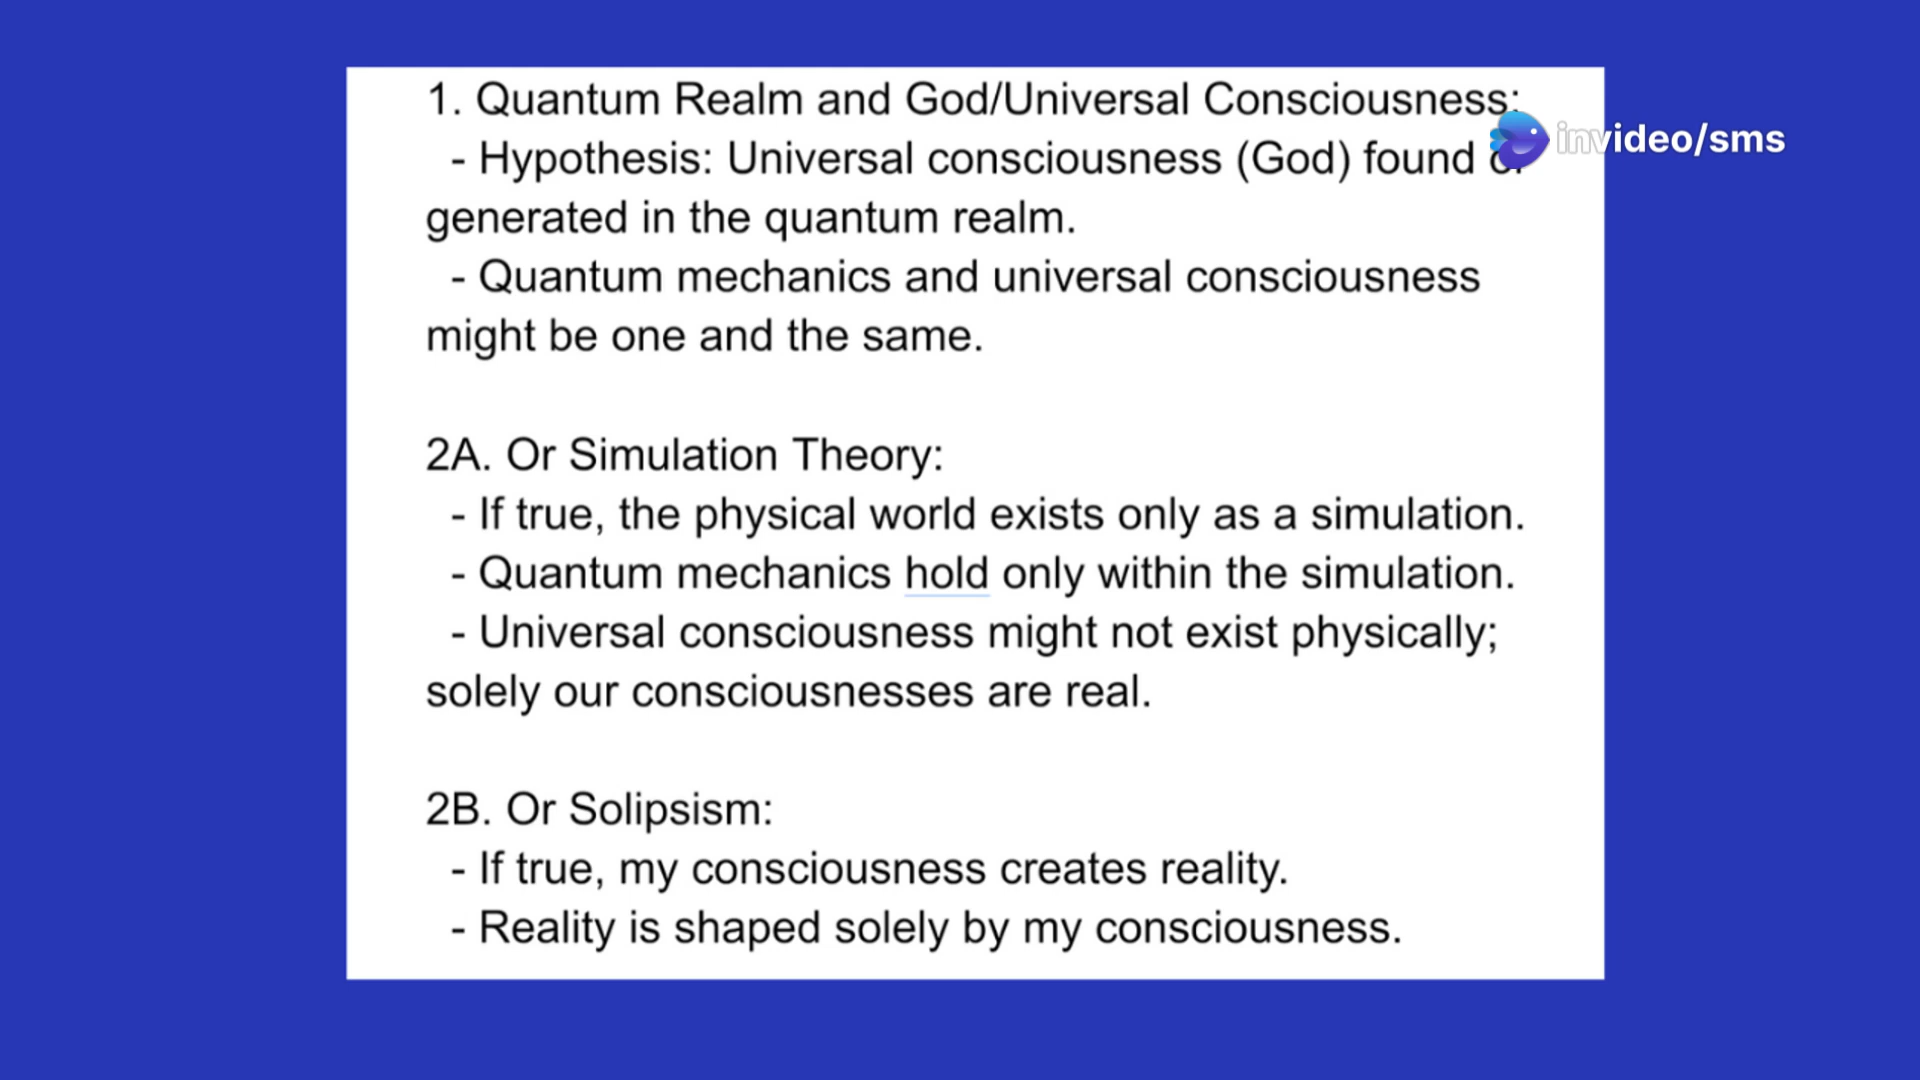 1. Quantum Realm and God/Universal Consciousness:
invideo/sms
- Hypothesis: Universal consciousness (God) found or
generated in the quantum realm.
- Quantum mechanics and universal consciousness
might be one and the same.
2A. Or Simulation Theory:
- If true, the physical world exists only as a simulation.
- Quantum mechanics hold only within the simulation.
- Universal consciousness might not exist physically;
solely our consciousnesses are real.
2B. Or Solipsism:
- If true, my consciousness creates reality.
- Reality is shaped solely by my consciousness.